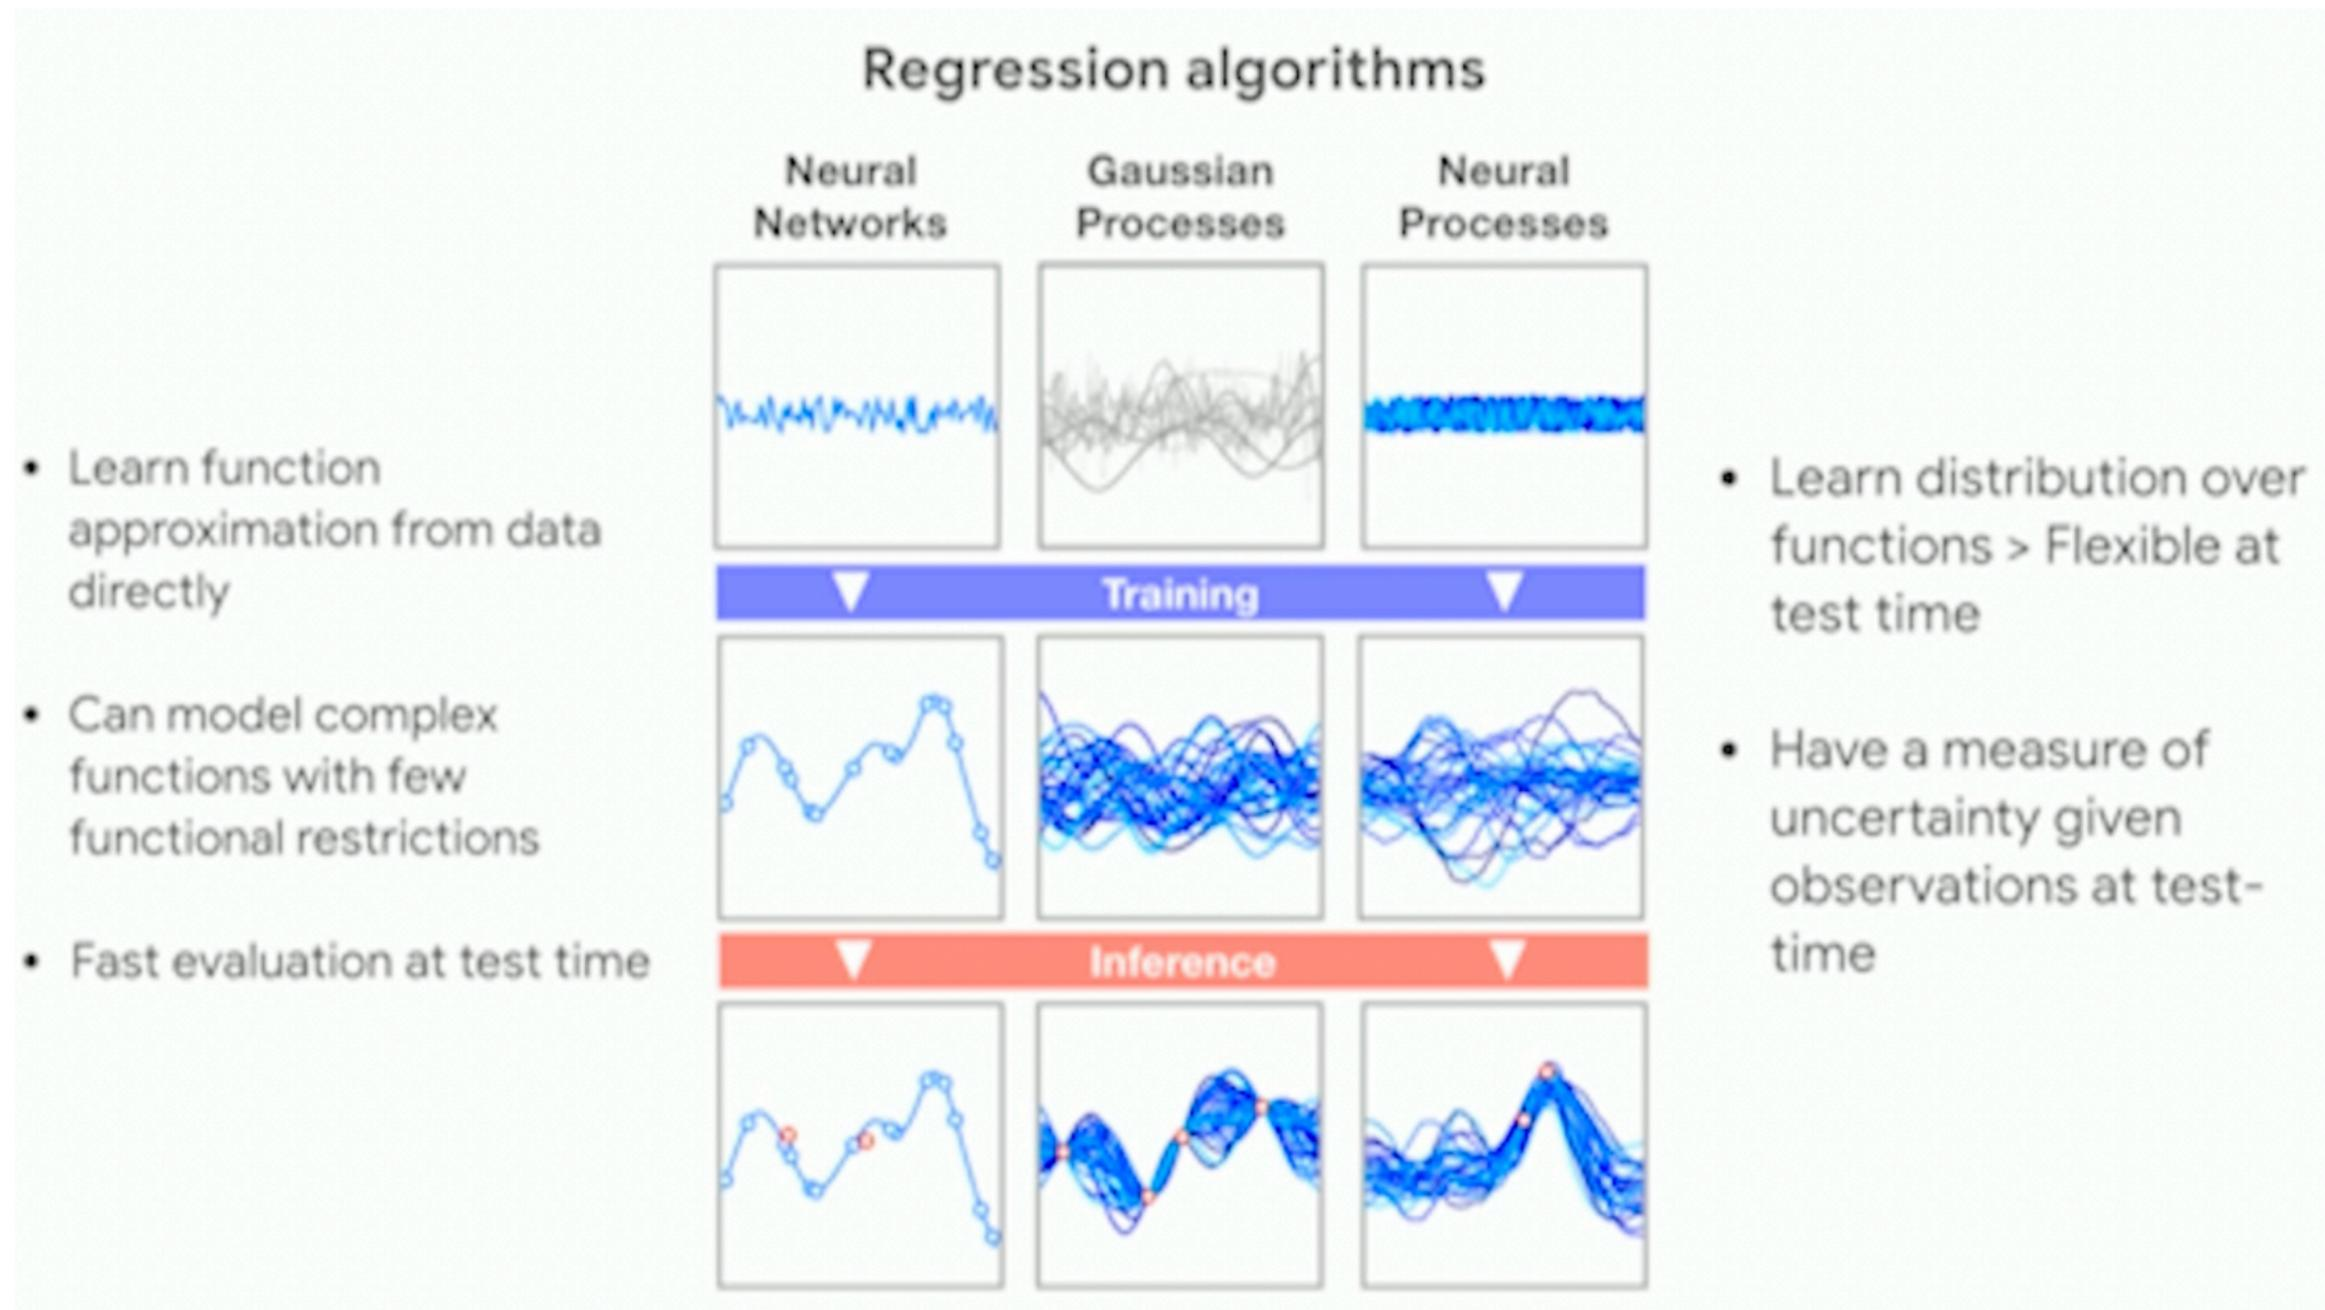 Regression algorithms
Neural
Networks
Gaussian
Processes
Neural
Processes
• Learn function
approximation from data
directly
• Can model complex
functions with few
functional restrictions
• Fast evaluation at test time
Training
Inference
• Learn distribution over
functions > Flexible at
test time
• Have a measure of
uncertainty given
observations at test-
time